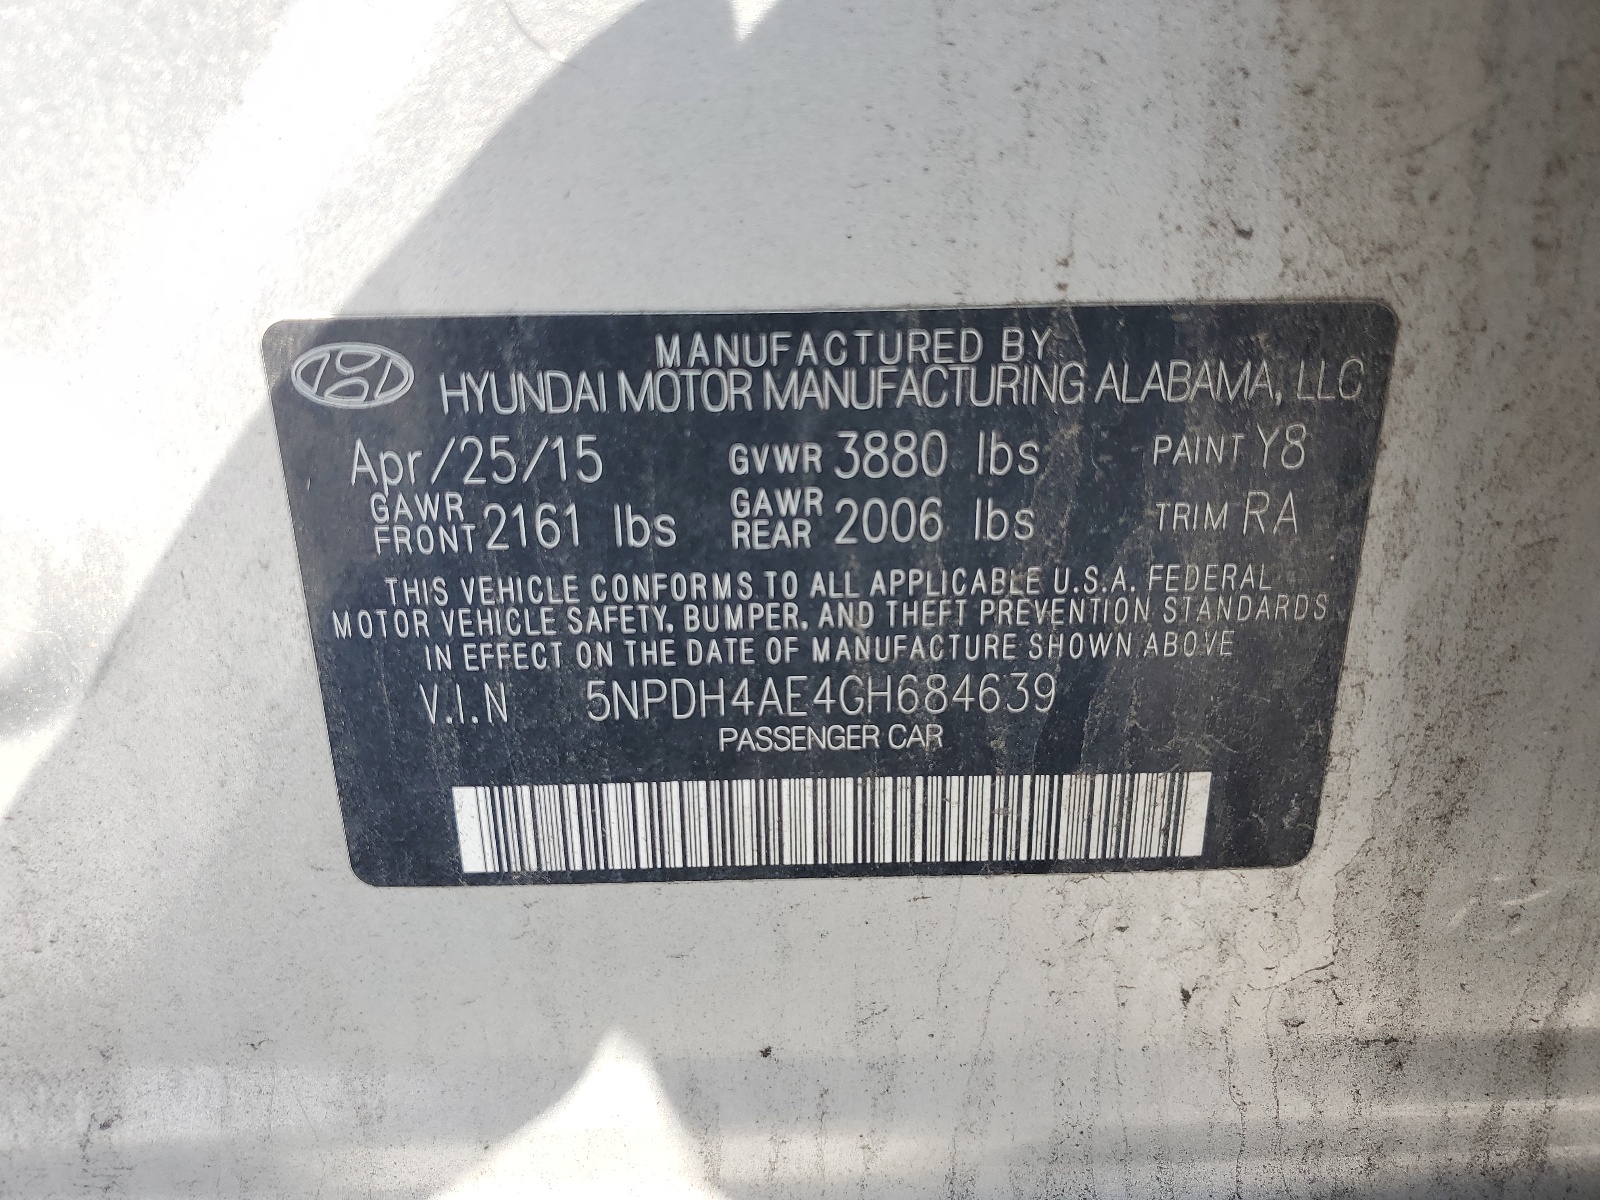 MANUFACTURED BY
HYUNDAI MOTOR MANUFACTURING ALABAMA, LLC
Apr/25/15 GVWR 3880 lbs PAINT Y8
GAWR FRONT 2161 lbs GAWR REAR 2006 lbs TRIM RA
THIS VEHICLE CONFORMS TO ALL APPLICABLE U.S.A. FEDERAL
MOTOR VEHICLE SAFETY, BUMPER, AND THEFT PREVENTION STANDARDS
IN EFFECT ON THE DATE OF MANUFACTURE SHOWN ABOVE
V.I.N 5NPDH4AE4GH684639
PASSENGER CAR